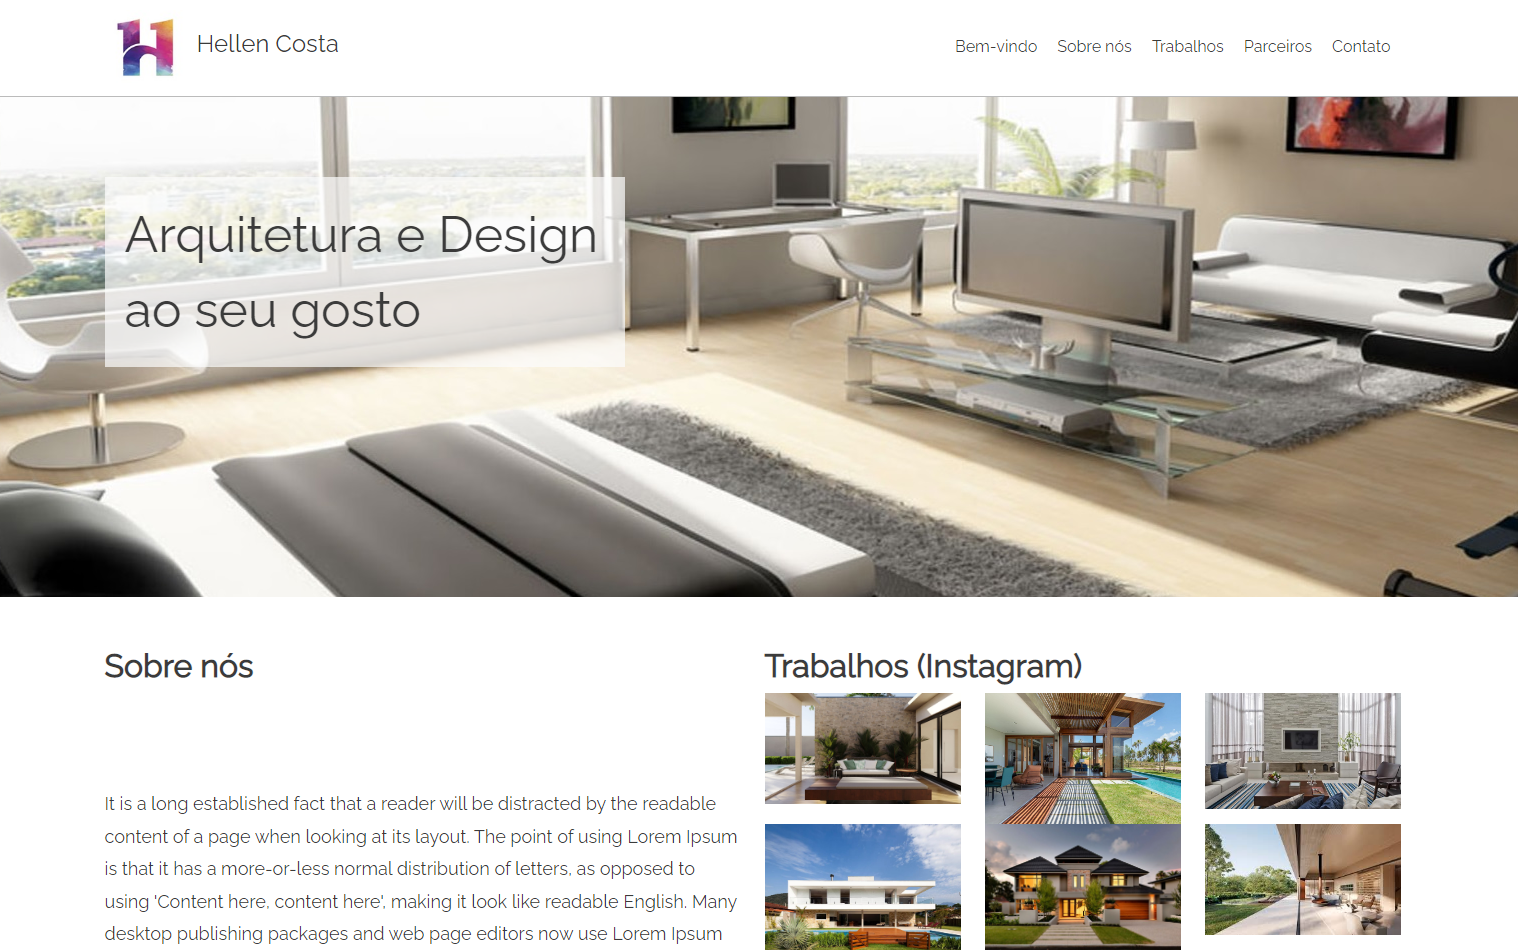 Hellen Costa
Bem-vindo Sobre nós Trabalhos Parceiros Contato
Arquitetura e Design
ao seu gosto
Sobre nós
It is a long established fact that a reader will be distracted by the readable
content of a page when looking at its layout. The point of using Lorem Ipsum
is that it has a more-or-less normal distribution of letters, as opposed to
using 'Content here, content here', making it look like readable English. Many
desktop publishing packages and web page editors now use Lorem Ipsum
Trabalhos (Instagram)